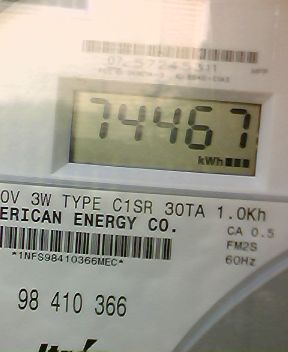 74467
kWh
0V 3W TYPE C1SR 30TA 1.0Kh
ERICAN ENERGY CO.
CA 0.5
FM2S
*1NFS98410366MEC*
60Hz
98 410 366